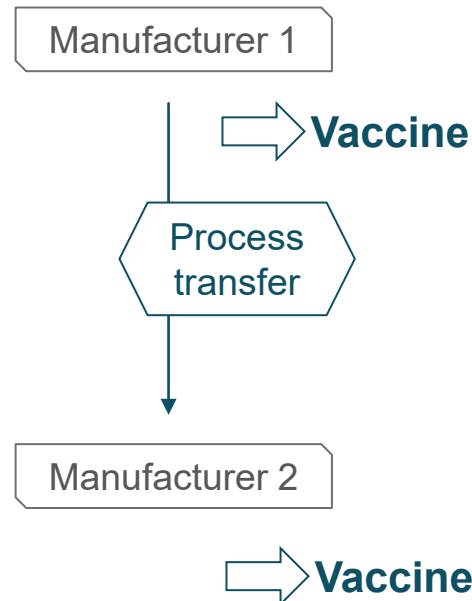 Manufacturer 1
Vaccine
Process
transfer
Manufacturer 2
Vaccine